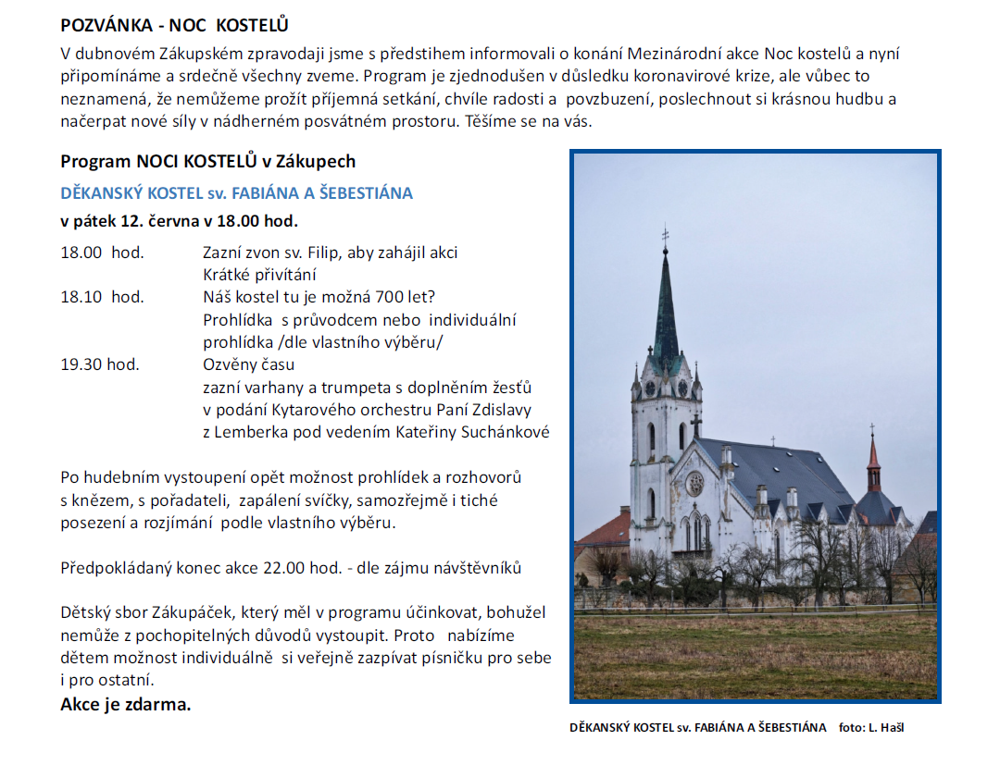 POZVÁNKA - NOC KOSTELŮ
V dubnovém Zákupském zpravodaji jsme s předstihem informovali o konání Mezinárodní akce Noc kostelů a nyní
připomínáme a srdečně všechny zveme. Program je zjednodušen v důsledku koronavirové krize, ale vůbec to
neznamená, že nemůžeme prožít příjemná setkání, chvíle radosti a povzbuzení, poslechnout si krásnou hudbu a
načerpat nové síly v nádherném posvátném prostoru. Těšíme se na vás.
Program NOCI KOSTELŮ v Zákupech
DĚKANSKÝ KOSTEL sv. FABIÁNA A ŠEBESTIÁNA
v pátek 12. června v 18.00 hod.
18.00 hod. Zazní zvon sv. Filip, aby zahájil akci
Krátké přivítání
18.10 hod. Náš kostel tu je možná 700 let?
Prohlídka s průvodcem nebo individuální
prohlídka /dle vlastního výběru/
19.30 hod. Ozvěny času
zazní varhany a trumpeta s doplněním žesťů
v podání Kytarového orchestru Paní Zdislavy
z Lemberka pod vedením Kateřiny Suchánkové
Po hudebním vystoupení opět možnost prohlídek a rozhovorů
s knězem, s pořadateli, zapálení svíčky, samozřejmě i tiché
posezení a rozjímání podle vlastního výběru.
Předpokládaný konec akce 22.00 hod. - dle zájmu návštěvníků
Dětský sbor Zákupáček, který měl v programu účinkovat, bohužel
nemůže z pochopitelných důvodů vystoupit. Proto nabízíme
dětem možnost individuálně si veřejně zazpívat písničku pro sebe
i pro ostatní.
Akce je zdarma.
DĚKANSKÝ KOSTEL sv. FABIÁNA A ŠEBESTIÁNA foto: L. Hašl